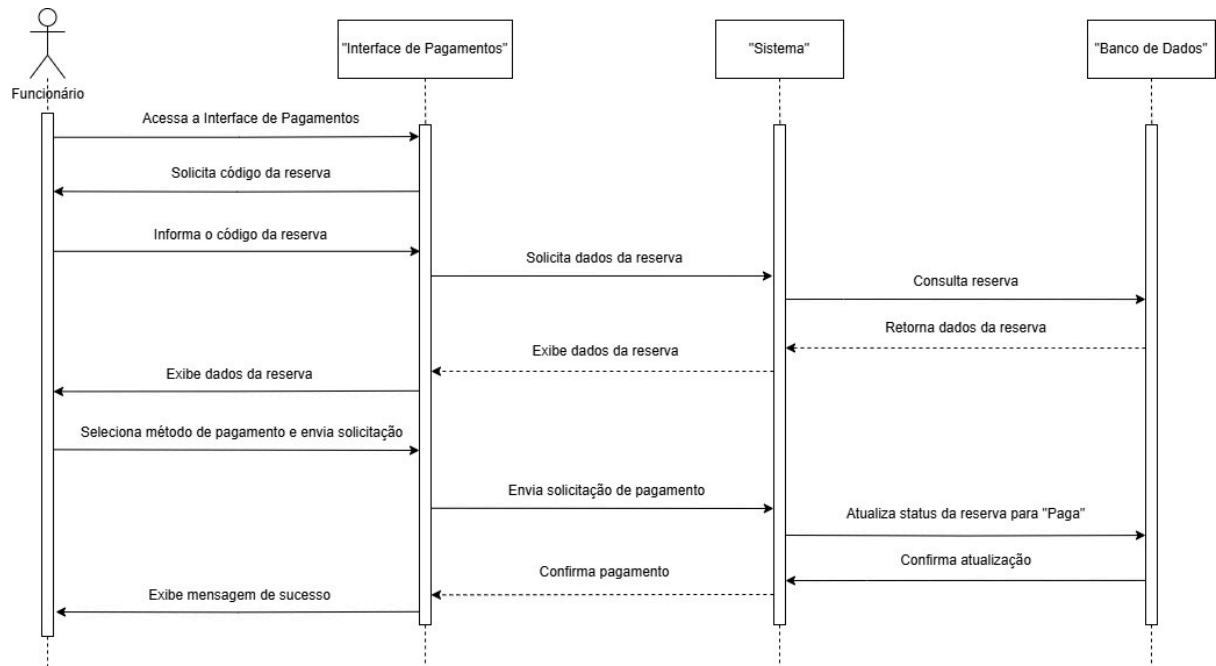 "Interface de Pagamentos"
"Sistema"
"Banco de Dados"
Funcionário
Acessa a Interface de Pagamentos
Solicita código da reserva
Informa o código da reserva
Solicita dados da reserva
Consulta reserva
Retorna dados da reserva
Exibe dados da reserva
Exibe dados da reserva
Seleciona método de pagamento e envia solicitação
Envia solicitação de pagamento
Atualiza status da reserva para "Paga"
Confirma atualização
Confirma pagamento
Exibe mensagem de sucesso